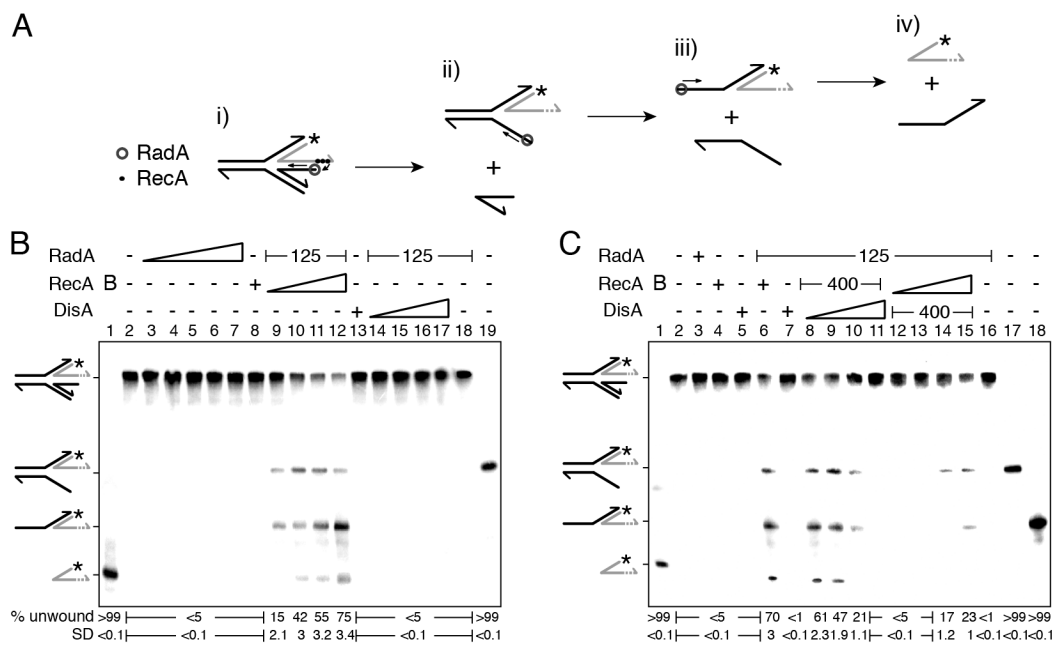 A
i)
ii)
iii)
iv)
*
*
*
*
+
+
+
RadA
RecA
B
RadA - - 125 - 125 - -
RecA B - - + - - -
DisA - - - + - -
1 2 3 4 5 6 7 8 9 10 11 12 13 14 15 16 17 18 19
*
*
*
*
% unwound >99 <5 15 42 55 75 <5 >99
SD <0.1 <0.1 2.1 3 3.2 3.4 <0.1 <0.1
C
RadA - + - - 125 - -
RecA B - - + - + - 400 - - -
DisA - - - + - + 400 - - -
1 2 3 4 5 6 7 8 9 10 11 12 13 14 15 16 17 18
*
*
*
*
>99 <5 70 <1 61 47 21 <5 17 23 <1 >99 >99
<0.1 <0.1 3 <0.1 2.3 1.9 1.1 <0.1 1.2 1 <0.1 <0.1 <0.1